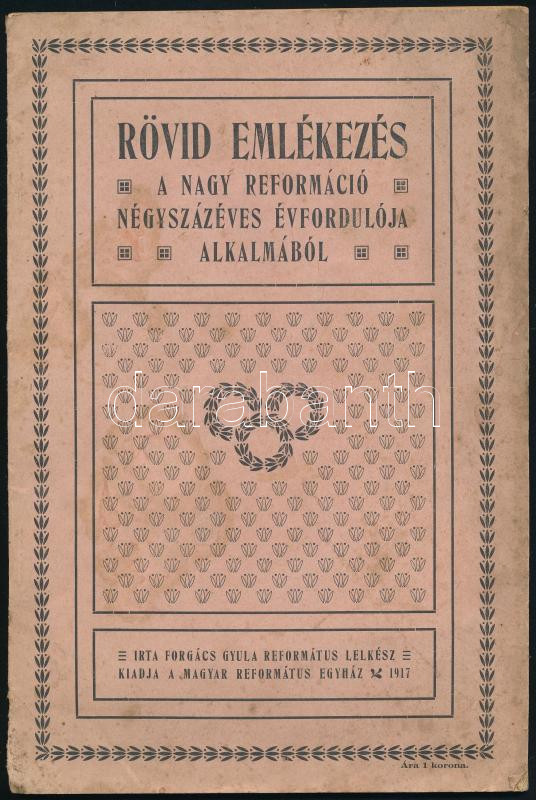 RÖVID EMLÉKEZÉS
A NAGY REFORMÁCIÓ
NÉGYSZÁZÉVES ÉVFORDULÓJA
ALKALMÁBÓL
darabanth
IRTA FORGÁCS GYULA REFORMÁTUS LELKÉSZ
KIADJA A MAGYAR REFORMÁTUS EGYHÁZ 1917
Ára 1 korona.